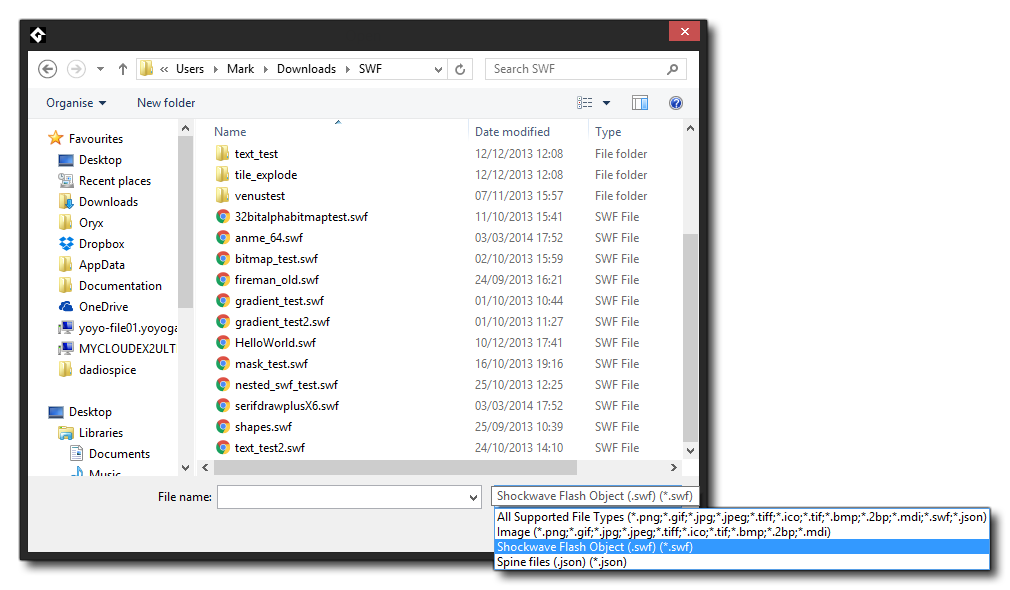 « Users Mark Downloads SWF
Search SWF
Organise New folder
Name Date modified Type
Favourites
Desktop
Recent places
Downloads
Oryx
Dropbox
AppData
Documentation
OneDrive
yoyo-file01.yoyoga
MYCLOUDEX2ULT
dadiospice
Desktop
Libraries
Documents
Music
text_test 12/12/2013 12:08 File folder
tile_explode 12/12/2013 12:08 File folder
venustest 07/11/2013 15:57 File folder
32bitalphabitmaptest.swf 11/10/2013 15:41 SWF File
anme_64.swf 03/03/2014 17:52 SWF File
bitmap_test.swf 02/10/2013 15:59 SWF File
fireman_old.swf 24/09/2013 16:21 SWF File
gradient_test.swf 01/10/2013 10:44 SWF File
gradient_test2.swf 01/10/2013 11:27 SWF File
HelloWorld.swf 10/12/2013 17:41 SWF File
mask_test.swf 16/10/2013 19:16 SWF File
nested_swf_test.swf 25/10/2013 12:25 SWF File
serifdrawplusX6.swf 03/03/2014 17:52 SWF File
shapes.swf 25/09/2013 10:39 SWF File
text_test2.swf 24/10/2013 14:10 SWF File
File name:
Shockwave Flash Object (.swf) (*.swf)
All Supported File Types (*.png;*.gif;*.jpg;*.jpeg;*.tiff;*.ico;*.tif;*.bmp;*.2bp;*.mdi;*.swf;*.json)
Image (*.png;*.gif;*.jpg;*.jpeg;*.tiff;*.ico;*.tif;*.bmp;*.2bp;*.mdi)
Shockwave Flash Object (.swf) (*.swf)
Spine files (.json) (*.json)